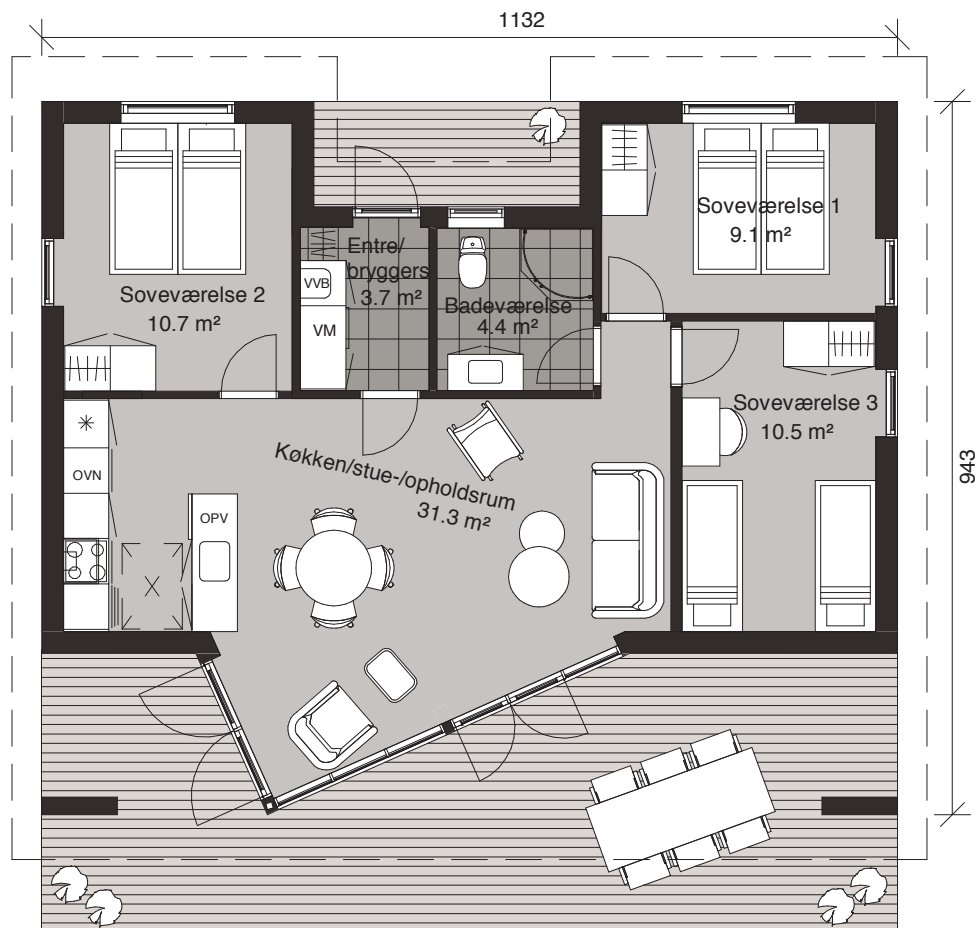 1132
Soveværelse 1
9.1 m²
Entre/
bryggers
3.7 m²
VVB
VM
Badeværelse
4.4 m²
Soveværelse 2
10.7 m²
Soveværelse 3
10.5 m²
943
OVN
OPV
Køkken/stue-/opholdsrum
31.3 m²